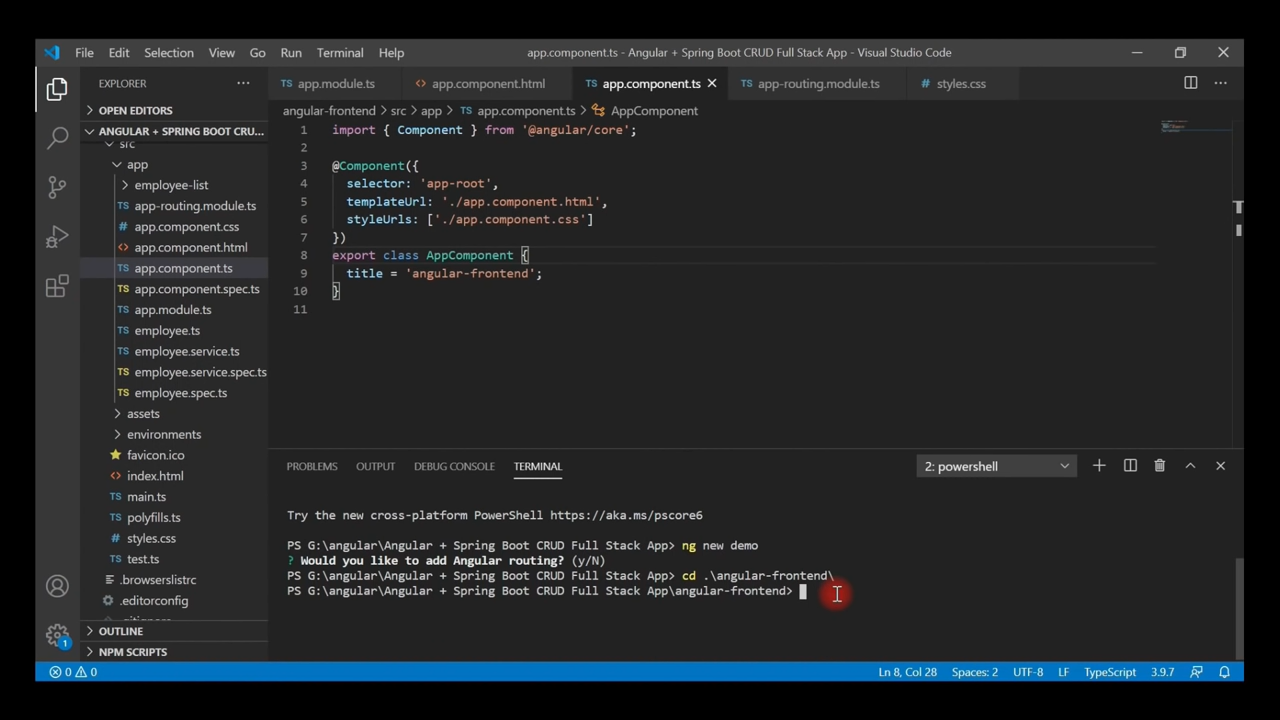 File Edit Selection View Go Run Terminal Help app.component.ts - Angular + Spring Boot CRUD Full Stack App - Visual Studio Code
EXPLORER
TS app.module.ts <> app.component.html TS app.component.ts TS app-routing.module.ts # styles.css
OPEN EDITORS
ANGULAR + SPRING BOOT CRU...
src
app
employee-list
TS app-routing.module.ts
# app.component.css
<> app.component.html
TS app.component.ts
TS app.component.spec.ts
TS app.module.ts
TS employee.ts
TS employee.service.ts
TS employee.service.spec.ts
TS employee.spec.ts
assets
environments
favicon.ico
<> index.html
TS main.ts
TS polyfills.ts
# styles.css
TS test.ts
.browserslistrc
.editorconfig
OUTLINE
NPM SCRIPTS
angular-frontend > src > app > TS app.component.ts > AppComponent
1 import { Component } from '@angular/core';
2
3 @Component({
4 selector: 'app-root',
5 templateUrl: './app.component.html',
6 styleUrls: ['./app.component.css']
7 })
8 export class AppComponent {
9 title = 'angular-frontend';
10 }
11
PROBLEMS OUTPUT DEBUG CONSOLE TERMINAL 2: powershell
Try the new cross-platform PowerShell https://aka.ms/pscore6
PS G:\angular\Angular + Spring Boot CRUD Full Stack App> ng new demo
? Would you like to add Angular routing? (y/N)
PS G:\angular\Angular + Spring Boot CRUD Full Stack App> cd .\angular-frontend\
PS G:\angular\Angular + Spring Boot CRUD Full Stack App\angular-frontend>
1
0 0 Ln 8, Col 28 Spaces: 2 UTF-8 LF TypeScript 3.9.7